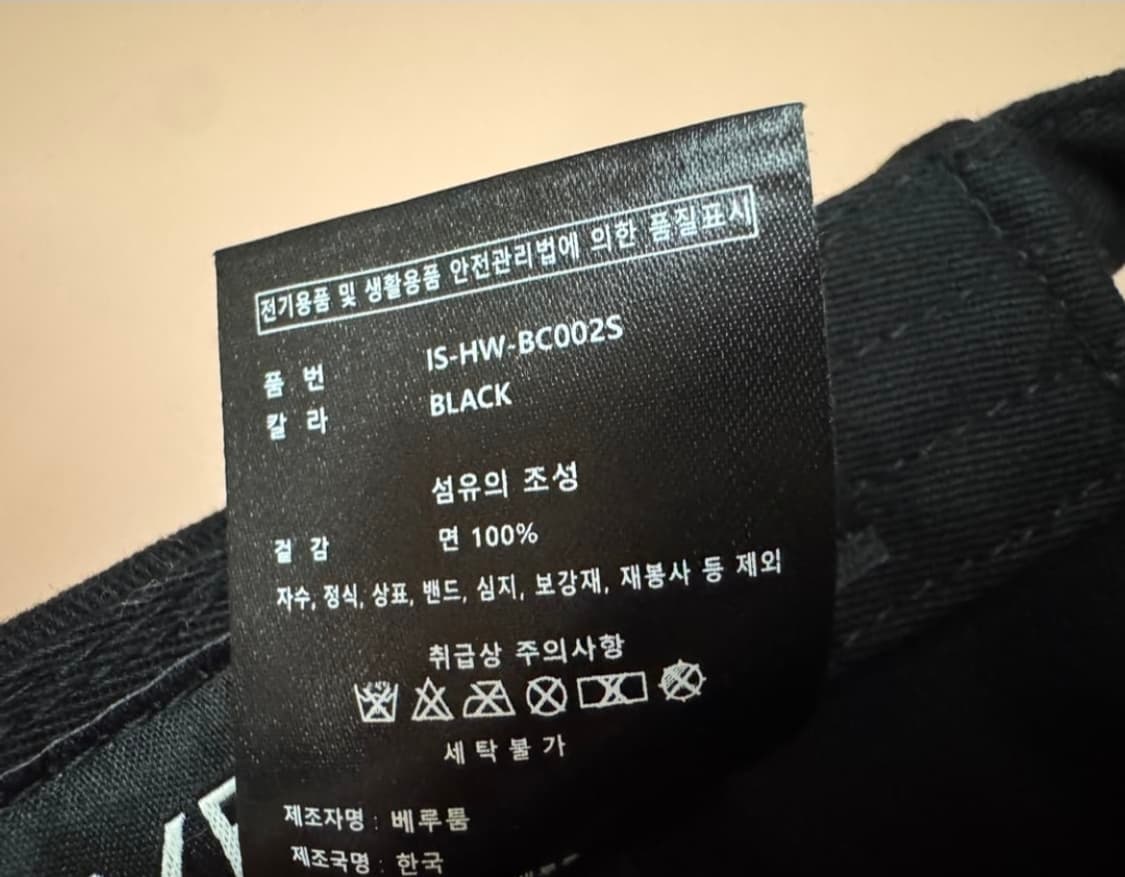 전기용품 및 생활용품 안전관리법에 의한 품질표시
품 번 IS-HW-BC002S
칼 라 BLACK
섬유의 조성
겉 감 면 100%
자수, 정식, 상표, 밴드, 심지, 보강재, 재봉사 등 제외
취급상 주의사항
세탁불가
제조자명 : 베루툼
제조국명 : 한국